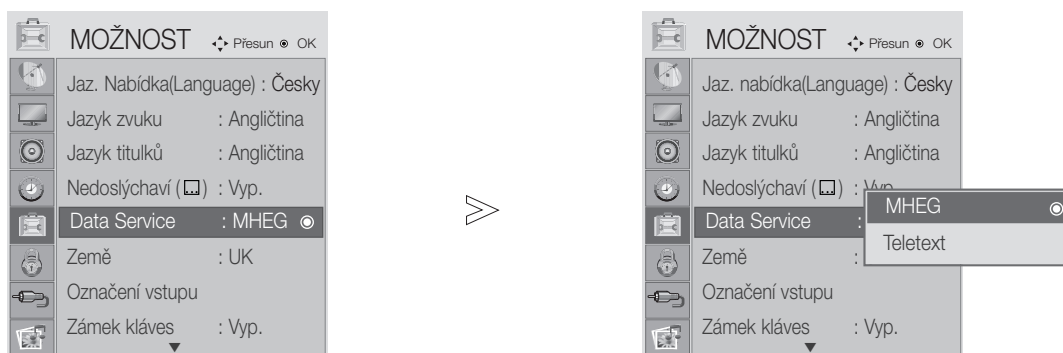 MOŽNOST Přesun OK
Jaz. Nabídka(Language) : Česky
Jazyk zvuku : Angličtina
Jazyk titulků : Angličtina
Nedoslýchaví ( ) : Vyp.
Data Service : MHEG
Země : UK
Označení vstupu
Zámek kláves : Vyp.
MOŽNOST Přesun OK
Jaz. nabídka(Language) : Česky
Jazyk zvuku : Angličtina
Jazyk titulků : Angličtina
Nedoslýchaví ( ) :
Data Service :
Země :
Označení vstupu
Zámek kláves : Vyp.
MHEG
Teletext